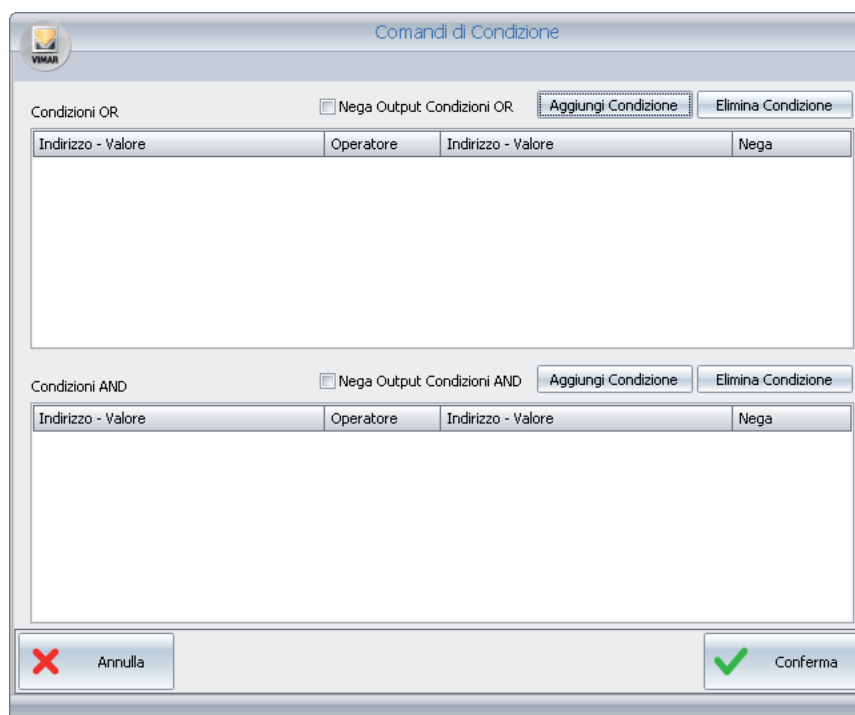 Comandi di Condizione
VIMAR
Condizioni OR
Nega Output Condizioni OR
Aggiungi Condizione
Elimina Condizione
Indirizzo - Valore Operatore Indirizzo - Valore Nega
Condizioni AND
Nega Output Condizioni AND
Aggiungi Condizione
Elimina Condizione
Indirizzo - Valore Operatore Indirizzo - Valore Nega
Annulla
Conferma